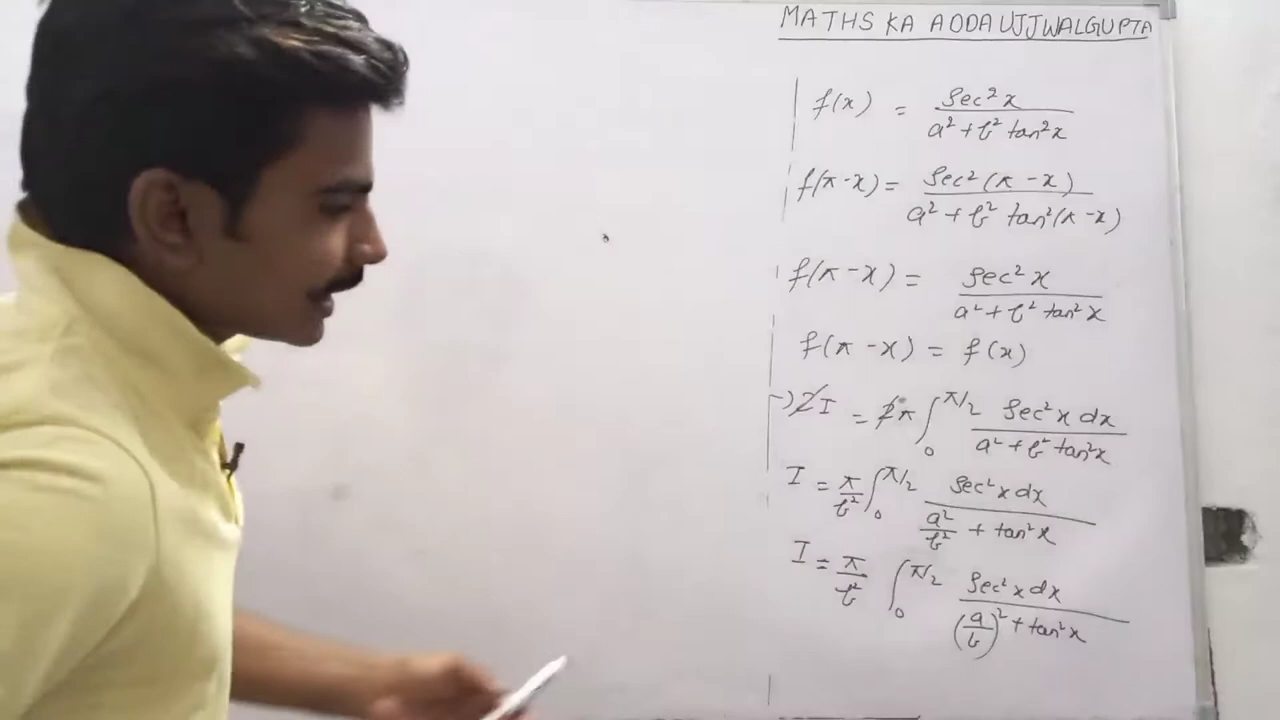 MATHS KA AODA UJJWALGUPTA
f(x) = sec²x / a² + b² tan²x
f(π-x) = sec²(π-x) / a² + b² tan²(π-x)
f(π-x) = sec²x / a² + b² tan²x
f(π-x) = f(x)
→ 2I = 2π ∫₀^π/2 sec²x dx / a² + b² tan²x
I = π/b² ∫₀^π/2 sec²x dx / a²/b² + tan²x
I = π/b² ∫₀^π/2 sec²x dx / (a/b)² + tan²x